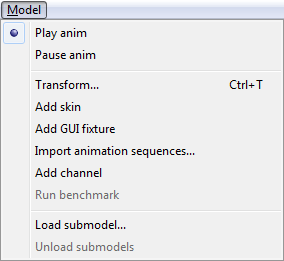 Model
Play anim
Pause anim
Transform... Ctrl+T
Add skin
Add GUI fixture
Import animation sequences...
Add channel
Run benchmark
Load submodel...
Unload submodels